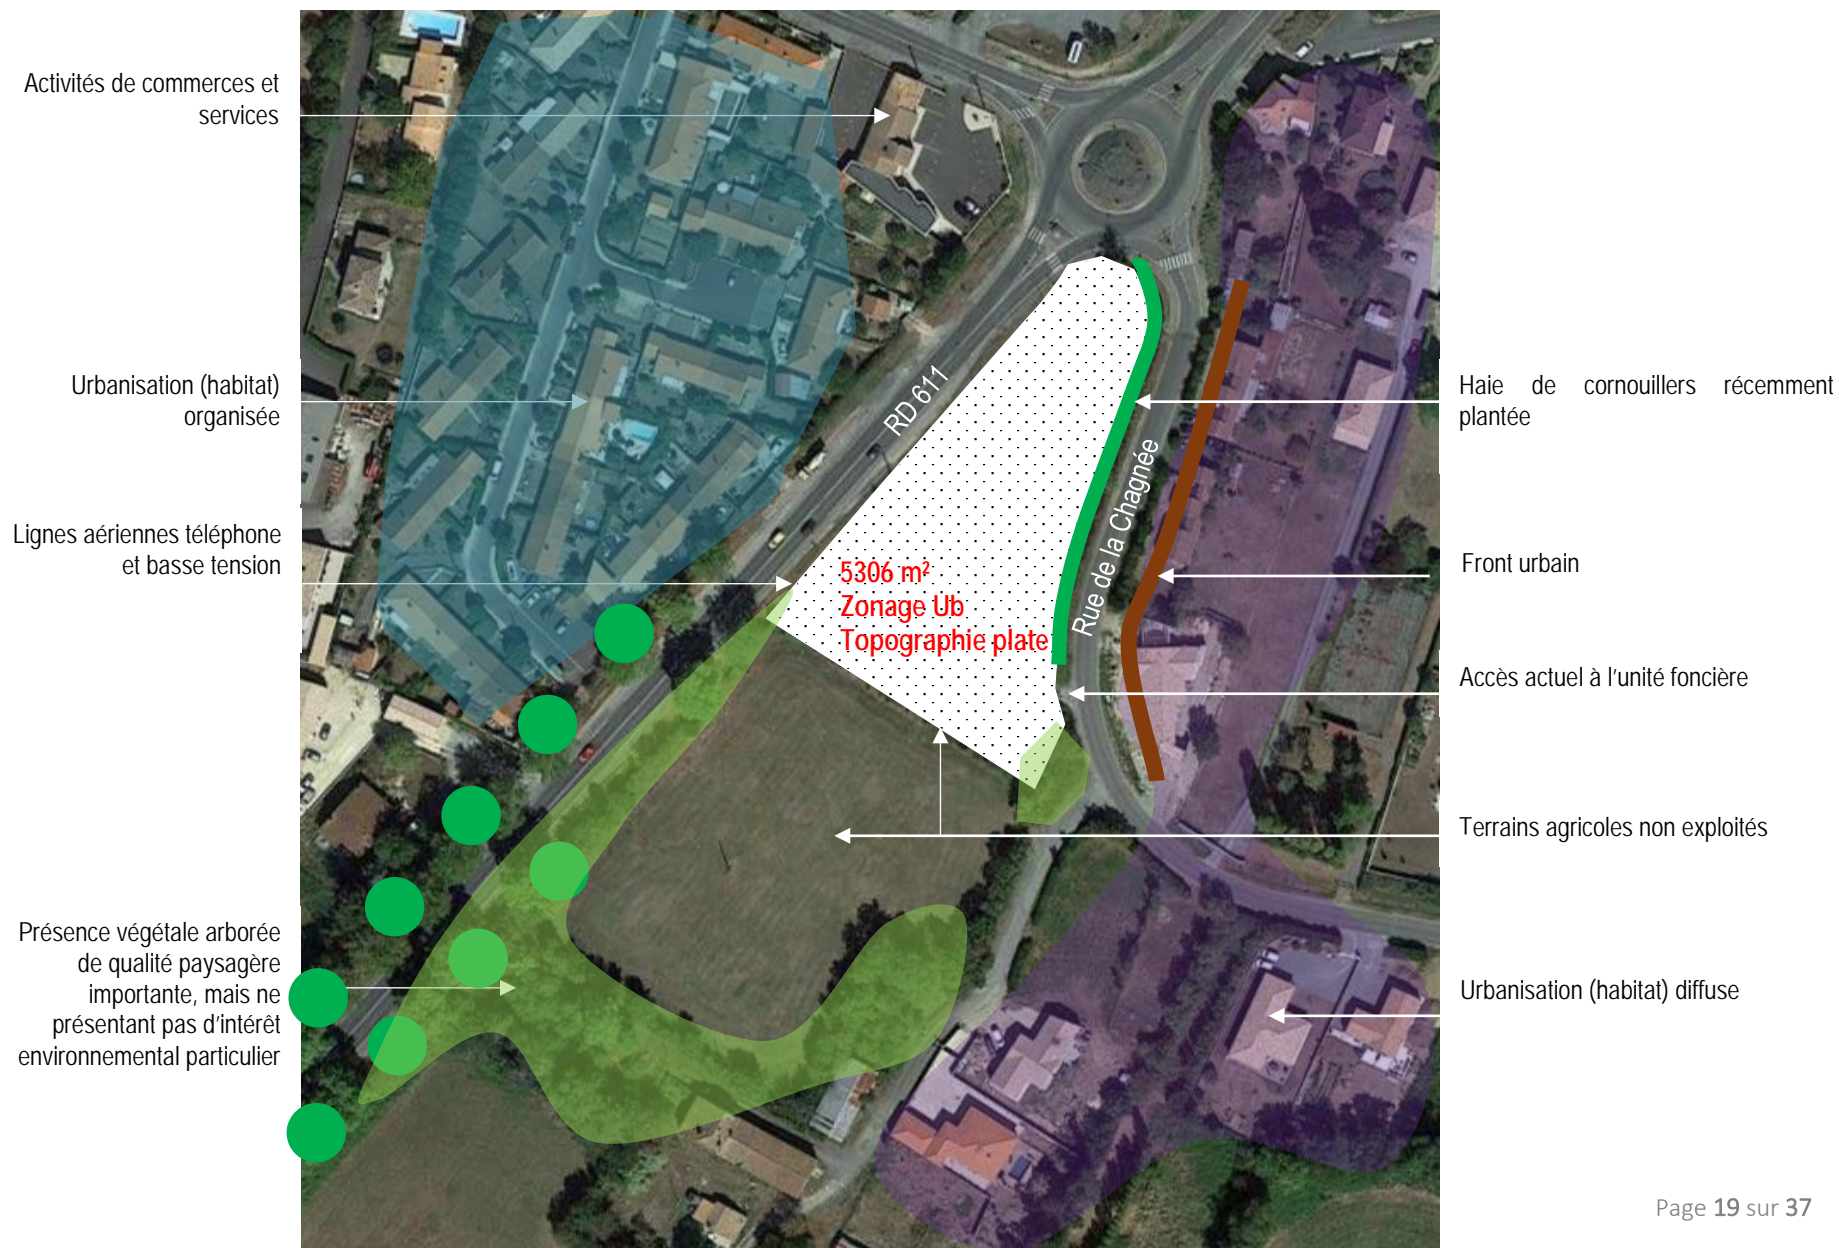 Activités de commerces et
services
Urbanisation (habitat)
organisée
Lignes aériennes téléphone
et basse tension
Présence végétale arborée
de qualité paysagère
importante, mais ne
présentant pas d'intérêt
environnemental particulier
RD 611
5306 m²
Zonage Ub
Topographie plate
Rue de la Chagnée
Haie de cornouillers récemment
plantée
Front urbain
Accès actuel à l'unité foncière
Terrains agricoles non exploités
Urbanisation (habitat) diffuse
Page 19 sur 37